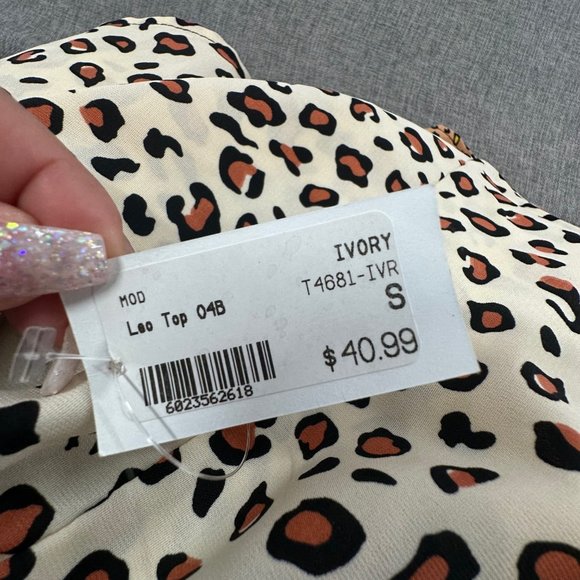 MOD
Leo Top 04B
6023562618
IVORY
T4681-IVR
S
$40.99